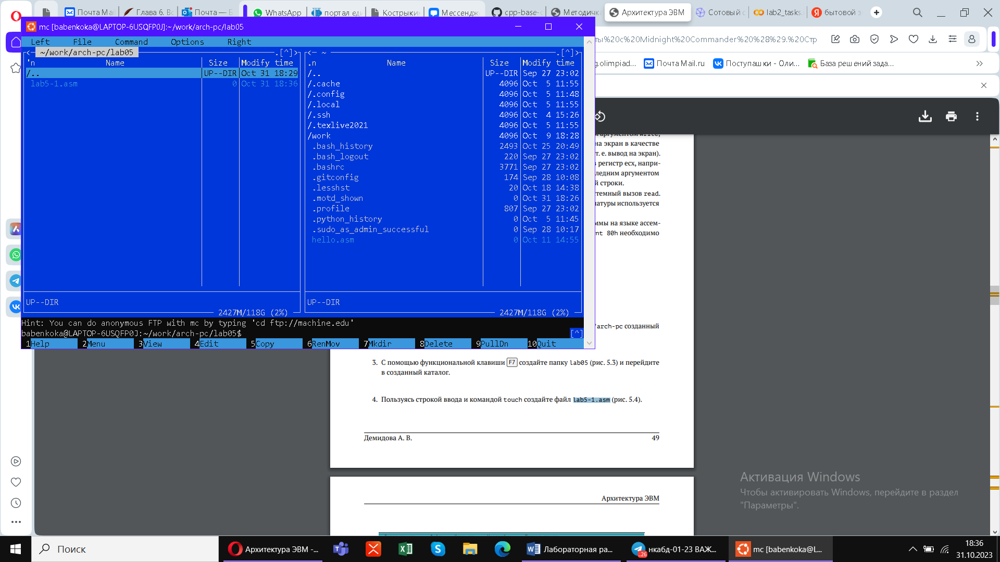 Почта Mail
Глава 6. Вс
Почта — Б
WhatsApp
портал еди
Кострыкин
Мессендже
cpp-base-c
Методичка
Архитектура ЭВМ
Сотовый с
lab2_tasks.
бытовой э
mc [babenkoka@LAPTOP-6USQFP0J]:~/work/arch-pc/lab05
ты%20с%20Midnight%20Commander%20%28%29.%20Стр
g.olimpiad...
Почта Mail.ru
Поступашки - Оли...
База решений зада...
Left File Command Options Right
<─ ~/work/arch-pc/lab05 .[^]>
'n Name Size Modify time
/.. UP--DIR Oct 31 18:29
lab5-1.asm 0 Oct 31 18:36
UP--DIR
2427M/118G (2%)
<─ ~ .[^]>
.n Name Size Modify time
/.. UP--DIR Sep 27 23:02
/.cache 4096 Oct 5 11:55
/.config 4096 Oct 5 11:48
/.local 4096 Oct 5 11:55
/.ssh 4096 Oct 4 15:26
/.texlive2021 4096 Oct 5 11:55
/work 4096 Oct 9 18:28
.bash_history 2493 Oct 25 20:49
.bash_logout 220 Sep 27 23:02
.bashrc 3771 Sep 27 23:02
.gitconfig 174 Sep 28 10:08
.lesshst 20 Oct 18 14:38
.motd_shown 0 Oct 31 18:26
.profile 807 Sep 27 23:02
.python_history 0 Oct 5 11:45
.sudo_as_admin_successful 0 Sep 28 10:17
hello.asm 0 Oct 11 14:55
UP--DIR
2427M/118G (2%)
Hint: You can do anonymous FTP with mc by typing 'cd ftp://machine.edu'
babenkoka@LAPTOP-6USQFP0J:~/work/arch-pc/lab05$ [^]
1Help 2Menu 3View 4Edit 5Copy 6RenMov 7Mkdir 8Delete 9PullDn 10Quit
аргументом write,
на экран в качестве
т. е. вывод на экран).
регистр ecx, напри-
ледним аргументом
й строки.
темный вызов read.
атуры используется
ммы на языке ассем-
nt 80h необходимо
/arch-pc созданный
3. С помощью функциональной клавиши F7 создайте папку lab05 (рис. 5.3) и перейдите
в созданный каталог.
4. Пользуясь строкой ввода и командой touch создайте файл lab5-1.asm (рис. 5.4).
Демидова А. В. 49
Архитектура ЭВМ
Активация Windows
Чтобы активировать Windows, перейдите в раздел
"Параметры".
Поиск
Архитектура ЭВМ -...
Лабораторная ра...
..26
нкабд-01-23 ВАЖ...
mc [babenkoka@L...
18:36
31.10.2023